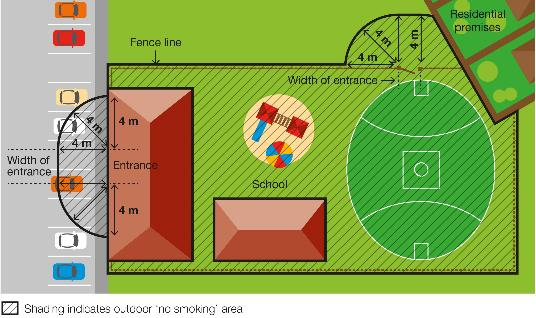 Residential
premises
Fence line
4 m
4 m
4 m
Width of entrance
4 m
4 m
4 m
Width of
entrance
Entrance
4 m
School
Shading indicates outdoor 'no smoking' area